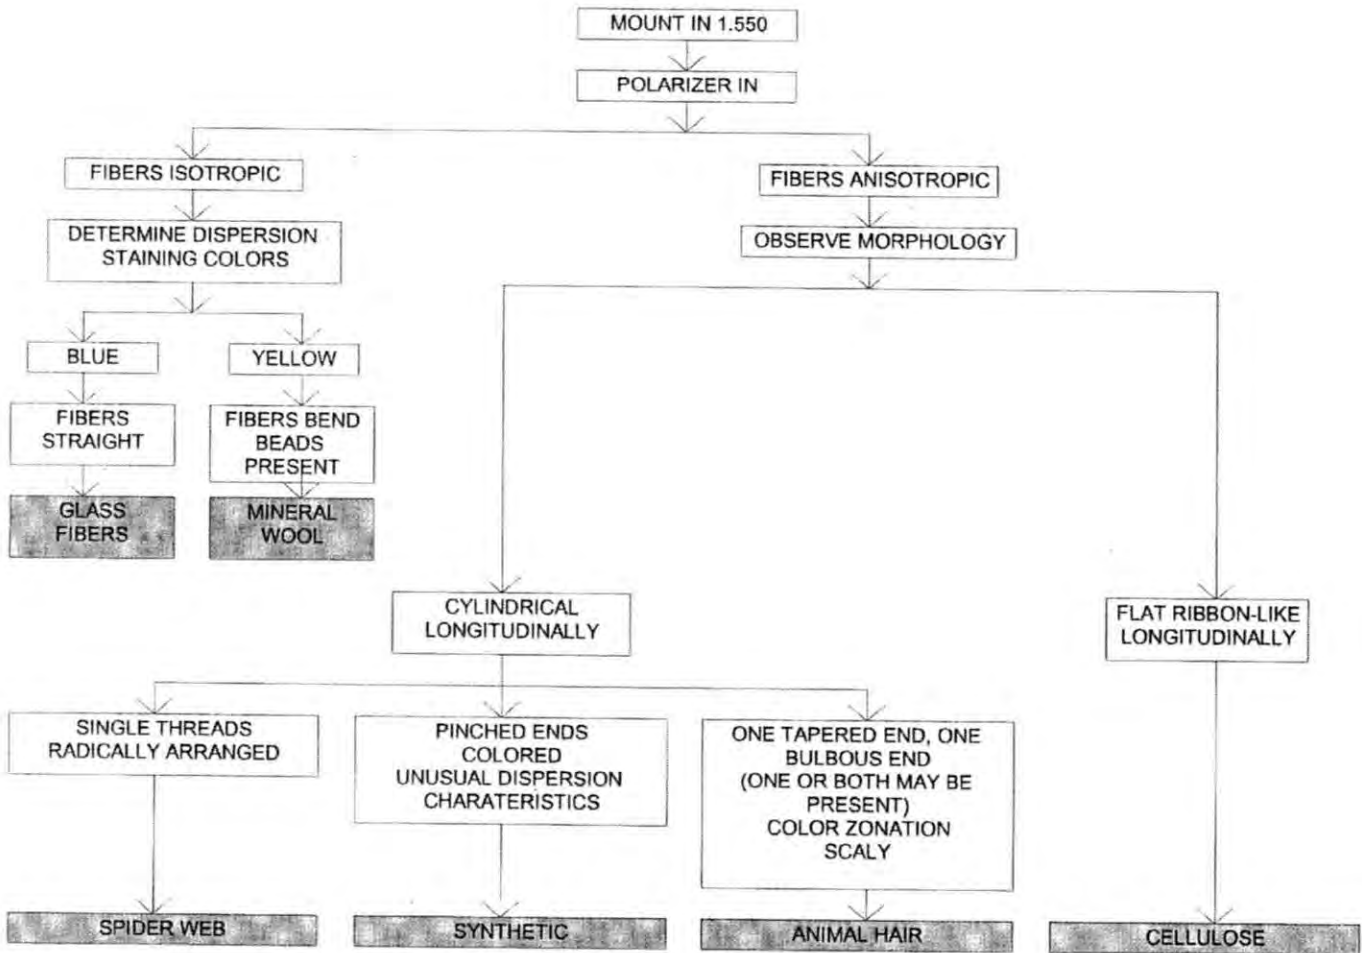 MOUNT IN 1.550
POLARIZER IN
FIBERS ISOTROPIC
FIBERS ANISOTROPIC
DETERMINE DISPERSION
STAINING COLORS
OBSERVE MORPHOLOGY
BLUE
YELLOW
FIBERS
STRAIGHT
FIBERS BEND
BEADS
PRESENT
GLASS
FIBERS
MINERAL
WOOL
CYLINDRICAL
LONGITUDINALLY
FLAT RIBBON-LIKE
LONGITUDINALLY
SINGLE THREADS
RADICALLY ARRANGED
PINCHED ENDS
COLORED
UNUSUAL DISPERSION
CHARATERISTICS
ONE TAPERED END, ONE
BULBOUS END
(ONE OR BOTH MAY BE
PRESENT)
COLOR ZONATION
SCALY
SPIDER WEB
SYNTHETIC
ANIMAL HAIR
CELLULOSE